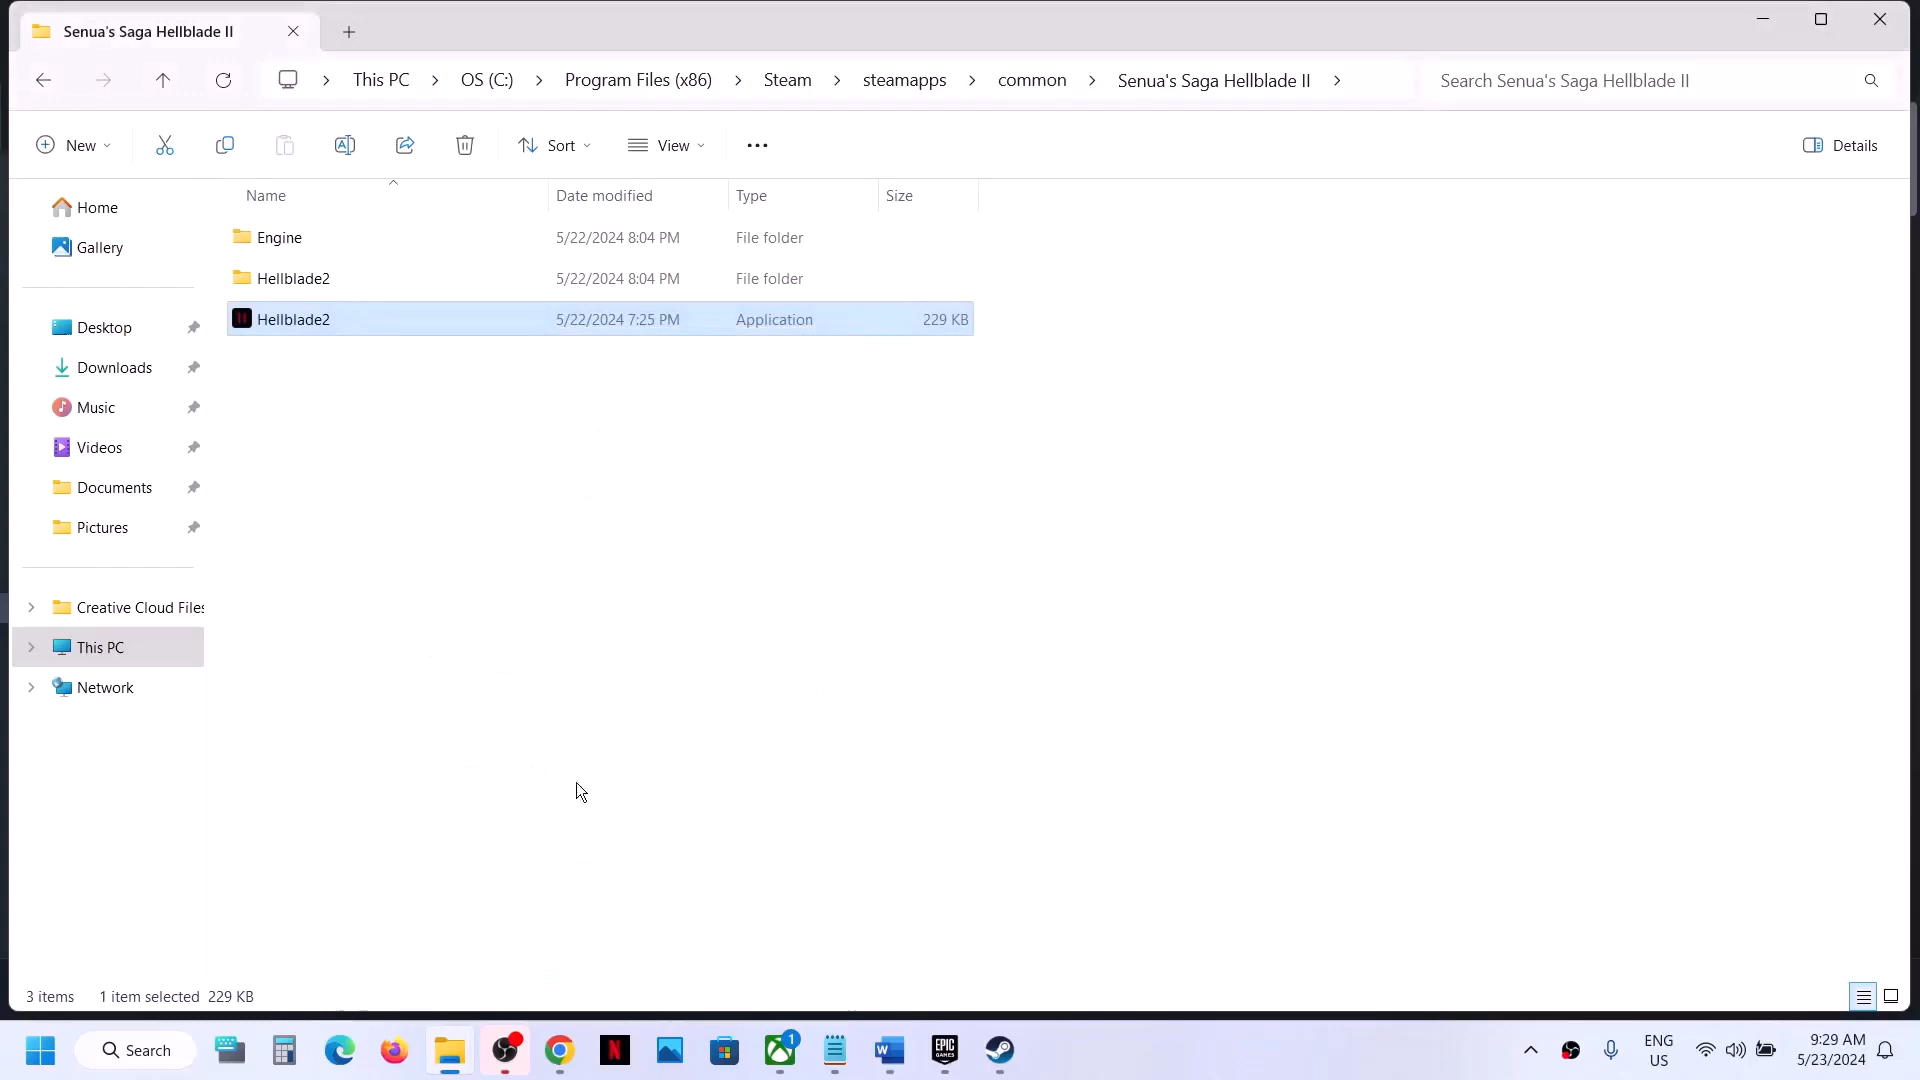 Senua's Saga Hellblade II
This PC
OS (C:)
Program Files (x86)
Steam
steamapps
common
Senua's Saga Hellblade II
Search Senua's Saga Hellblade II
New
Sort
View
Details
Name
Date modified
Type
Size
Engine
5/22/2024 8:04 PM
File folder
Hellblade2
5/22/2024 8:04 PM
File folder
Hellblade2
5/22/2024 7:25 PM
Application
229 KB
Home
Gallery
Desktop
Downloads
Music
Videos
Documents
Pictures
Creative Cloud Files
This PC
Network
3 items
1 item selected 229 KB
Search
N
1
W
EPIC
GAMES
ENG
US
9:29 AM
5/23/2024